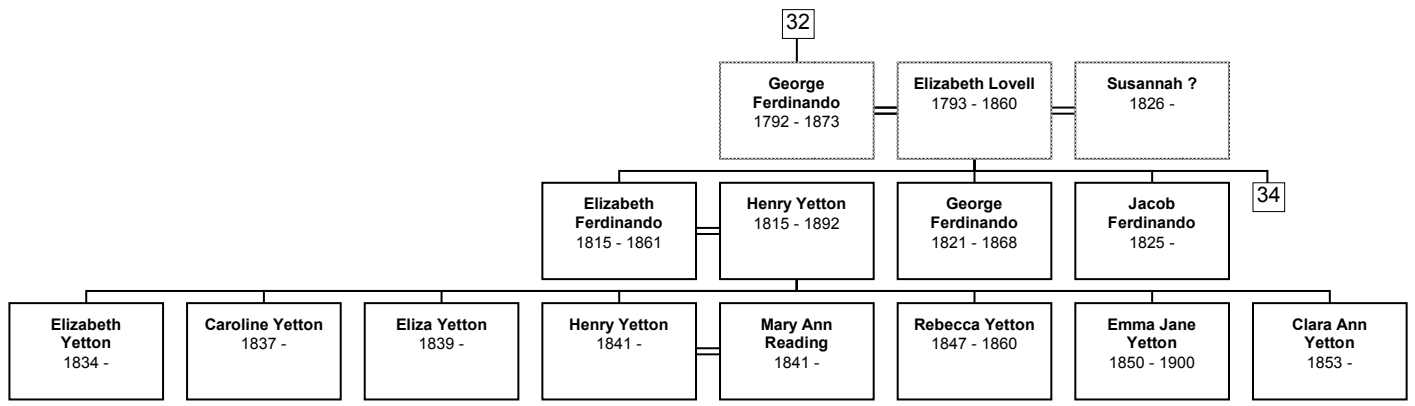 32
George
Ferdinando
1792 - 1873
Elizabeth Lovell
1793 - 1860
Susannah ?
1826 -
Elizabeth
Ferdinando
1815 - 1861
Henry Yetton
1815 - 1892
George
Ferdinando
1821 - 1868
Jacob
Ferdinando
1825 -
34
Elizabeth
Yetton
1834 -
Caroline Yetton
1837 -
Eliza Yetton
1839 -
Henry Yetton
1841 -
Mary Ann
Reading
1841 -
Rebecca Yetton
1847 - 1860
Emma Jane
Yetton
1850 - 1900
Clara Ann
Yetton
1853 -